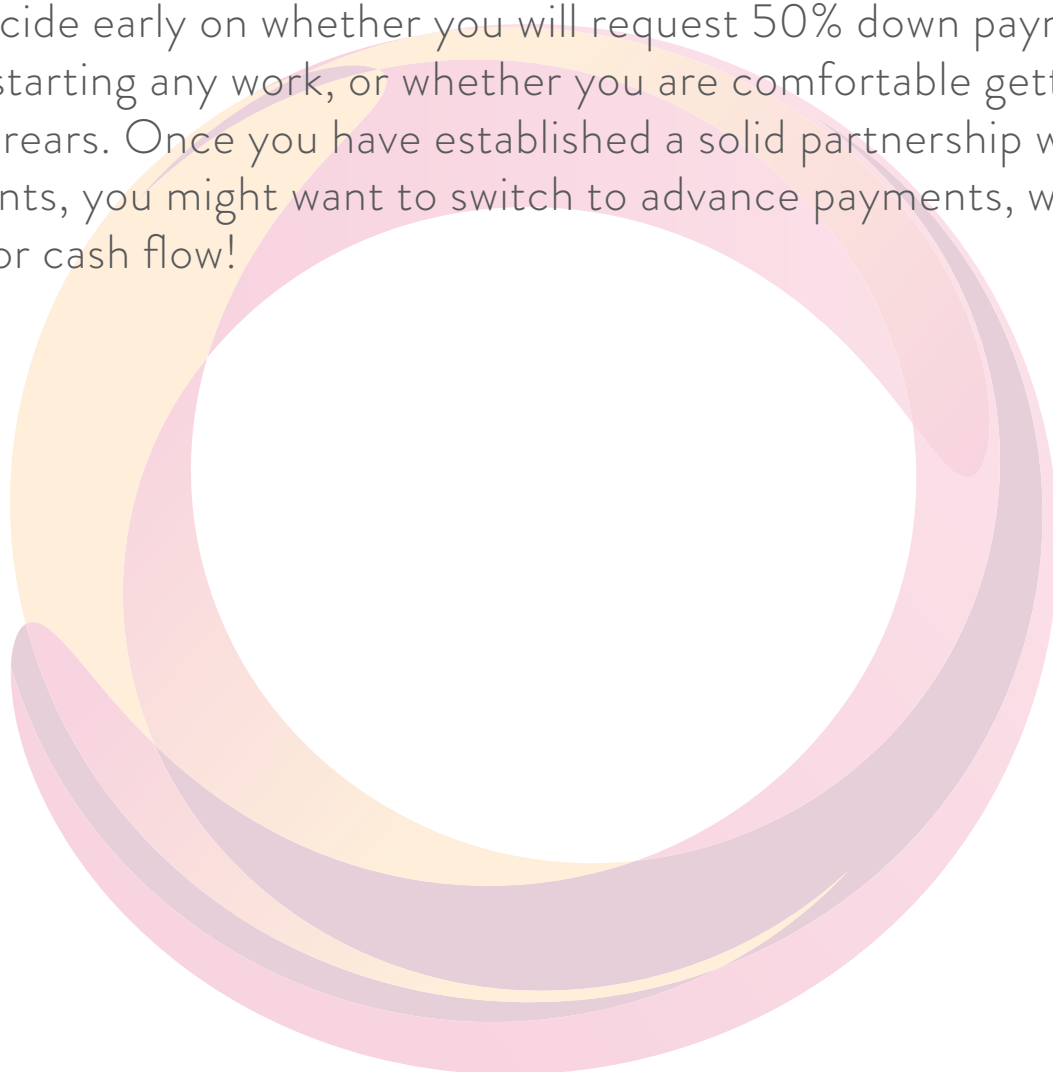 cide early on whether you will request 50% down payr
starting any work, or whether you are comfortable gett
rears. Once you have established a solid partnership w
nts, you might want to switch to advance payments, w
or cash flow!